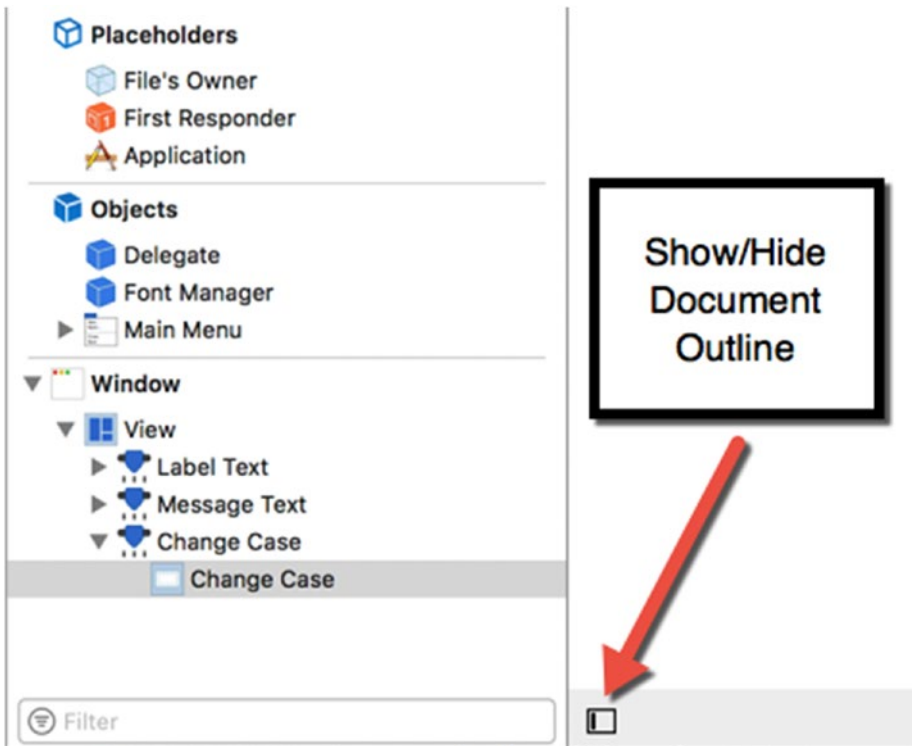 Placeholders
File's Owner
First Responder
Application
Objects
Delegate
Font Manager
Main Menu
Window
View
Label Text
Message Text
Change Case
Change Case
Filter
Show/Hide
Document
Outline